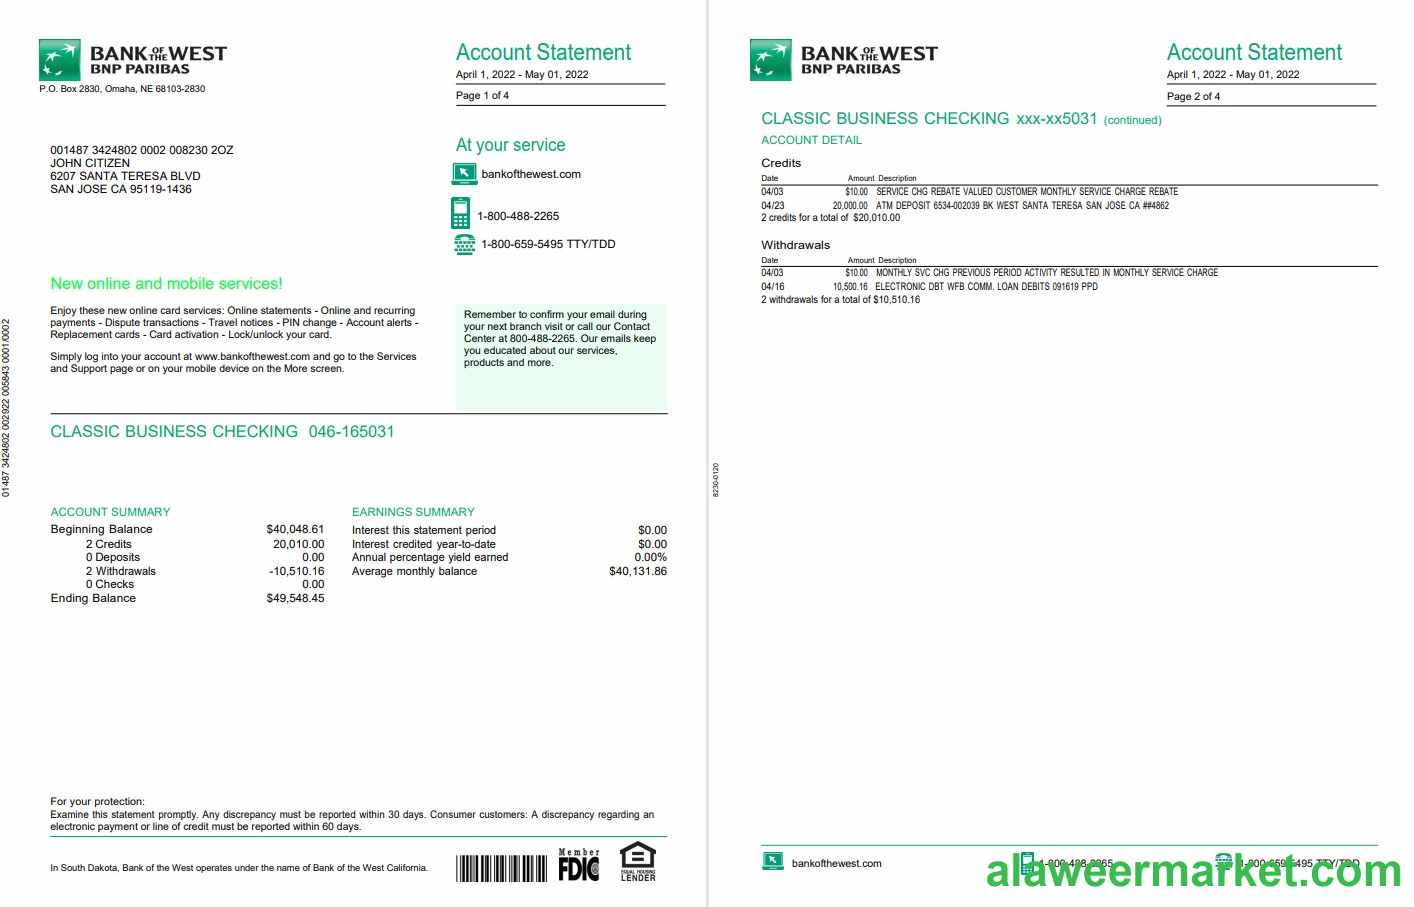 BANK OF THE WEST
BNP PARIBAS
P.O. Box 2830, Omaha, NE 68103-2830
Account Statement
April 1, 2022 - May 01, 2022
Page 1 of 4
001487 3424802 0002 008230 2OZ
JOHN CITIZEN
6207 SANTA TERESA BLVD
SAN JOSE CA 95119-1436
At your service
bankofthewest.com
1-800-488-2265
1-800-659-5495 TTY/TDD
New online and mobile services!
Enjoy these new online card services: Online statements - Online and recurring
payments - Dispute transactions - Travel notices - PIN change - Account alerts -
Replacement cards - Card activation - Lock/unlock your card.
Simply log into your account at www.bankofthewest.com and go to the Services
and Support page or on your mobile device on the More screen.
Remember to confirm your email during
your next branch visit or call our Contact
Center at 800-488-2265. Our emails keep
you educated about our services,
products and more.
01487 3424802 002922 005843 0001/0002
CLASSIC BUSINESS CHECKING 046-165031
ACCOUNT SUMMARY
Beginning Balance $40,048.61
2 Credits 20,010.00
0 Deposits 0.00
2 Withdrawals -10,510.16
0 Checks 0.00
Ending Balance $49,548.45
EARNINGS SUMMARY
Interest this statement period $0.00
Interest credited year-to-date $0.00
Annual percentage yield earned 0.00%
Average monthly balance $40,131.86
For your protection:
Examine this statement promptly. Any discrepancy must be reported within 30 days. Consumer customers: A discrepancy regarding an
electronic payment or line of credit must be reported within 60 days.
In South Dakota, Bank of the West operates under the name of Bank of the West California.
Member
FDIC
EQUAL HOUSING
LENDER
BANK OF THE WEST
BNP PARIBAS
Account Statement
April 1, 2022 - May 01, 2022
Page 2 of 4
CLASSIC BUSINESS CHECKING xxx-xx5031 (continued)
ACCOUNT DETAIL
Credits
Date Amount Description
04/03 $10.00 SERVICE CHG REBATE VALUED CUSTOMER MONTHLY SERVICE CHARGE REBATE
04/23 20,000.00 ATM DEPOSIT 6534-002039 BK WEST SANTA TERESA SAN JOSE CA ##4862
2 credits for a total of $20,010.00
Withdrawals
Date Amount Description
04/03 $10.00 MONTHLY SVC CHG PREVIOUS PERIOD ACTIVITY RESULTED IN MONTHLY SERVICE CHARGE
04/16 10,500.16 ELECTRONIC DBT WFB COMM. LOAN DEBITS 091619 PPD
2 withdrawals for a total of $10,510.16
8230-0120
bankofthewest.com
1-800-488-2265
1-800-659-5495 TTY/TDD
alaweermarket.com